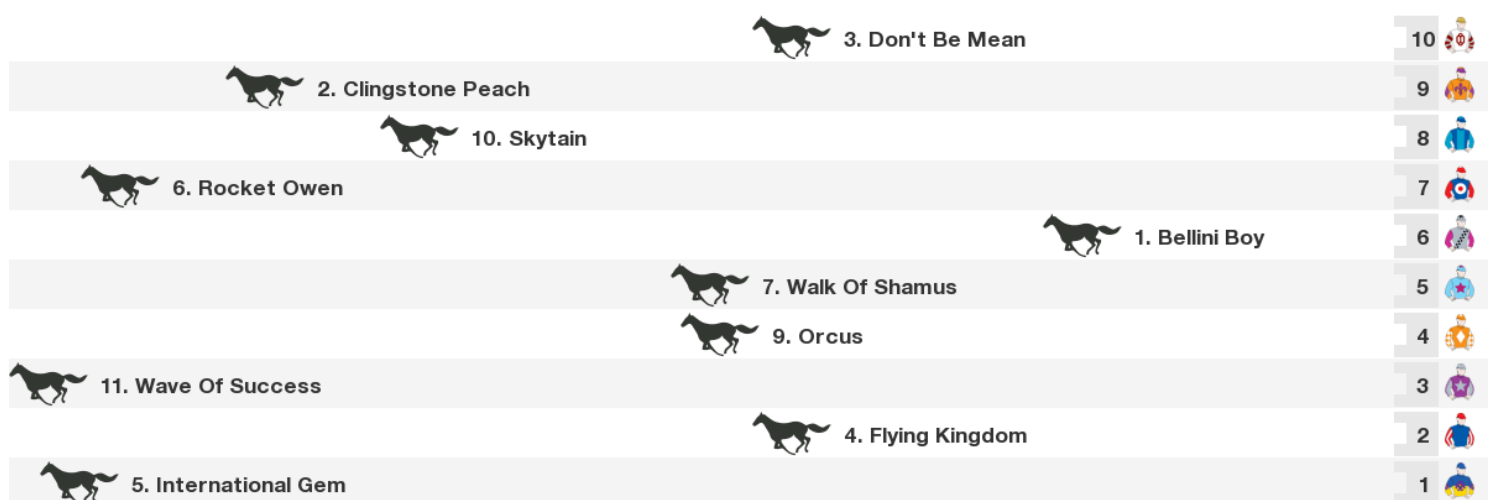 3. Don't Be Mean 10
2. Clingstone Peach 9
10. Skytain 8
6. Rocket Owen 7
1. Bellini Boy 6
7. Walk Of Shamus 5
9. Orcus 4
11. Wave Of Success 3
4. Flying Kingdom 2
5. International Gem 1